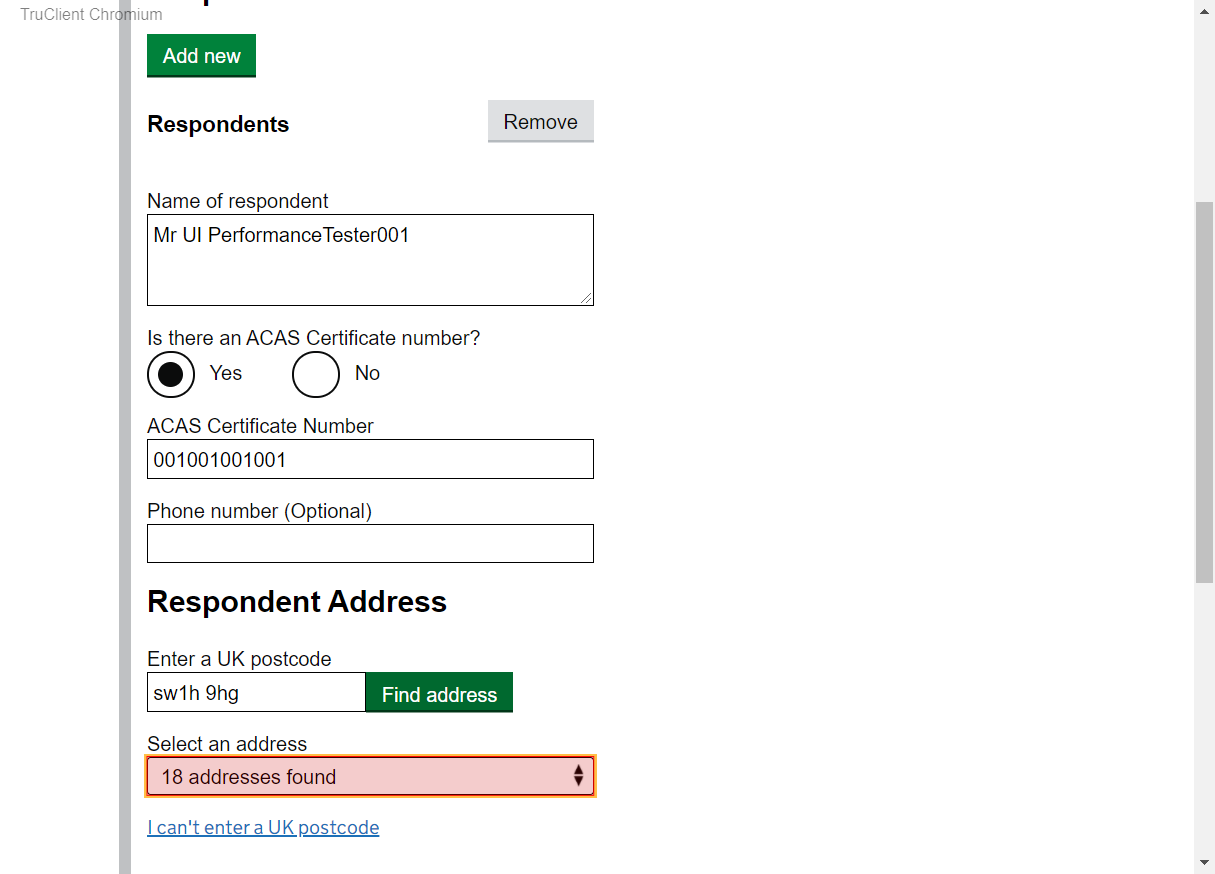 TruClient Chromium
Add new
Respondents
Remove
Name of respondent
Mr UI PerformanceTester001
Is there an ACAS Certificate number?
Yes
No
ACAS Certificate Number
001001001001
Phone number (Optional)
Respondent Address
Enter a UK postcode
sw1h 9hg
Find address
Select an address
18 addresses found
I can't enter a UK postcode